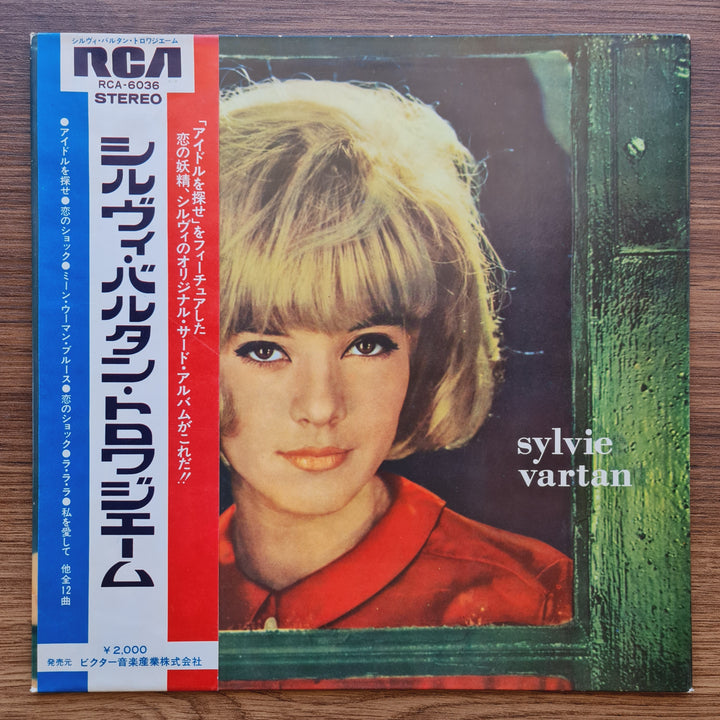 シルヴィ・バルタン・トロワジェーム
RCA
RCA-6036
STEREO
「アイドルを探せ」をフィーチュアした
恋の妖精、シルヴィのオリジナル・サード・アルバムがこれだ!!
シルヴィ・バルタン・トロワジェーム
●アイドルを探せ●恋のショック●ミーン・ウーマン・ブルース●恋のショック●ラ・ラ・ラ●私を愛して 他全12曲
¥2,000
発売元 ビクター音楽産業株式会社
sylvie
vartan